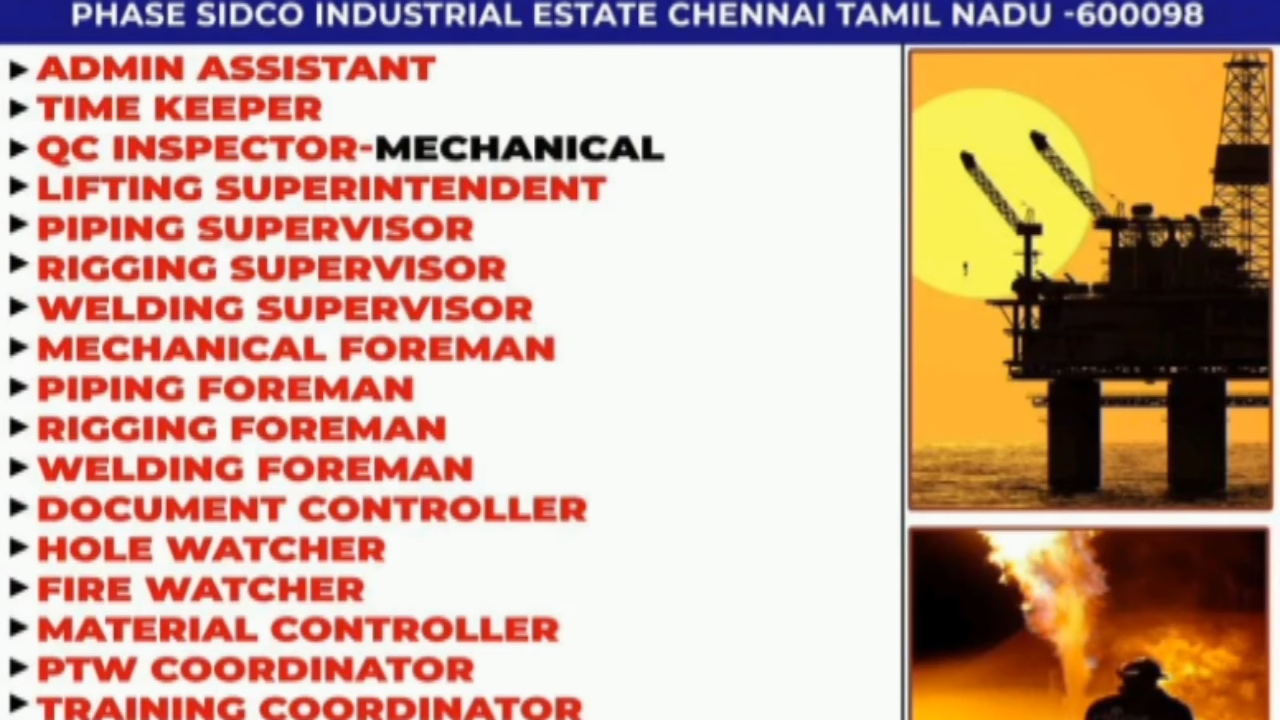 PHASE SIDCO INDUSTRIAL ESTATE CHENNAI TAMIL NADU -600098
ADMIN ASSISTANT
TIME KEEPER
QC INSPECTOR-MECHANICAL
LIFTING SUPERINTENDENT
PIPING SUPERVISOR
RIGGING SUPERVISOR
WELDING SUPERVISOR
MECHANICAL FOREMAN
PIPING FOREMAN
RIGGING FOREMAN
WELDING FOREMAN
DOCUMENT CONTROLLER
HOLE WATCHER
FIRE WATCHER
MATERIAL CONTROLLER
PTW COORDINATOR
TRAINING COORDINATOR